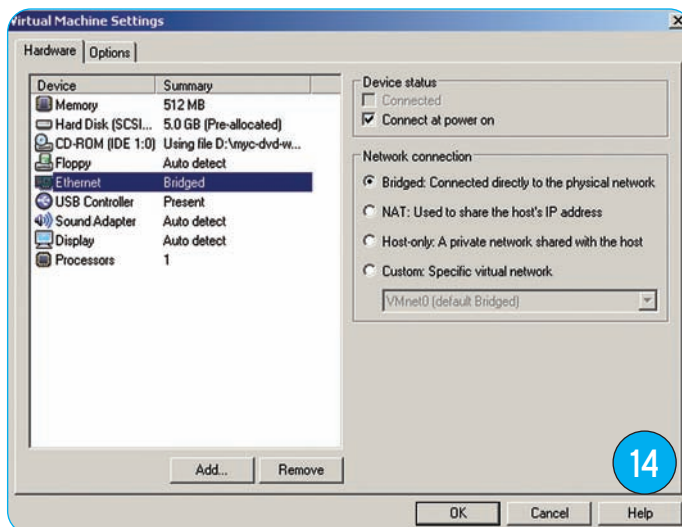 Virtual Machine Settings
Hardware Options
Device Summary
Memory 512 MB
Hard Disk (SCSI... 5.0 GB (Pre-allocated)
CD-ROM (IDE 1:0) Using file D:\myc-dvd-w...
Floppy Auto detect
Ethernet Bridged
USB Controller Present
Sound Adapter Auto detect
Display Auto detect
Processors 1
Add... Remove
Device status
Connected
Connect at power on
Network connection
Bridged: Connected directly to the physical network
NAT: Used to share the host's IP address
Host-only: A private network shared with the host
Custom: Specific virtual network
VMnet0 (default Bridged)
14
OK Cancel Help